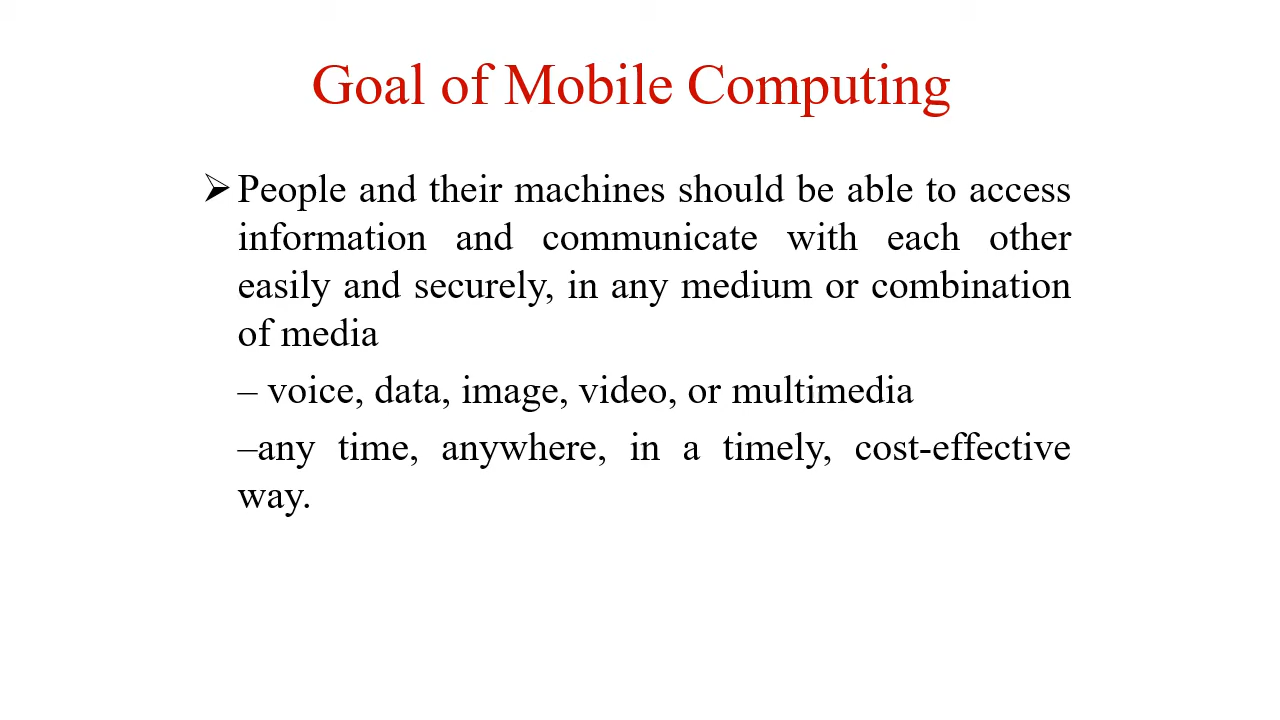 Goal of Mobile Computing
➢People and their machines should be able to access
information and communicate with each other
easily and securely, in any medium or combination
of media
– voice, data, image, video, or multimedia
–any time, anywhere, in a timely, cost-effective
way.